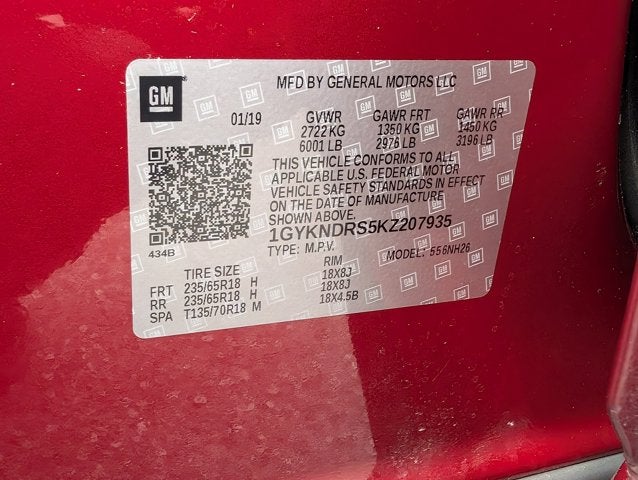 GM
MFD BY GENERAL MOTORS LLC
01/19 GVWR GAWR FRT GAWR RR
2722 KG 1350 KG 1450 KG
6001 LB 2976 LB 3196 LB
THIS VEHICLE CONFORMS TO ALL
APPLICABLE U.S. FEDERAL MOTOR
VEHICLE SAFETY STANDARDS IN EFFECT
ON THE DATE OF MANUFACTURE
SHOWN ABOVE.
1GYKNDRS5KZ207935
434B
TYPE: M.P.V. MODEL: 556NH26
TIRE SIZE RIM
FRT 235/65R18 H 18X8J
RR 235/65R18 H 18X8J
SPA T135/70R18 M 18X4.5B